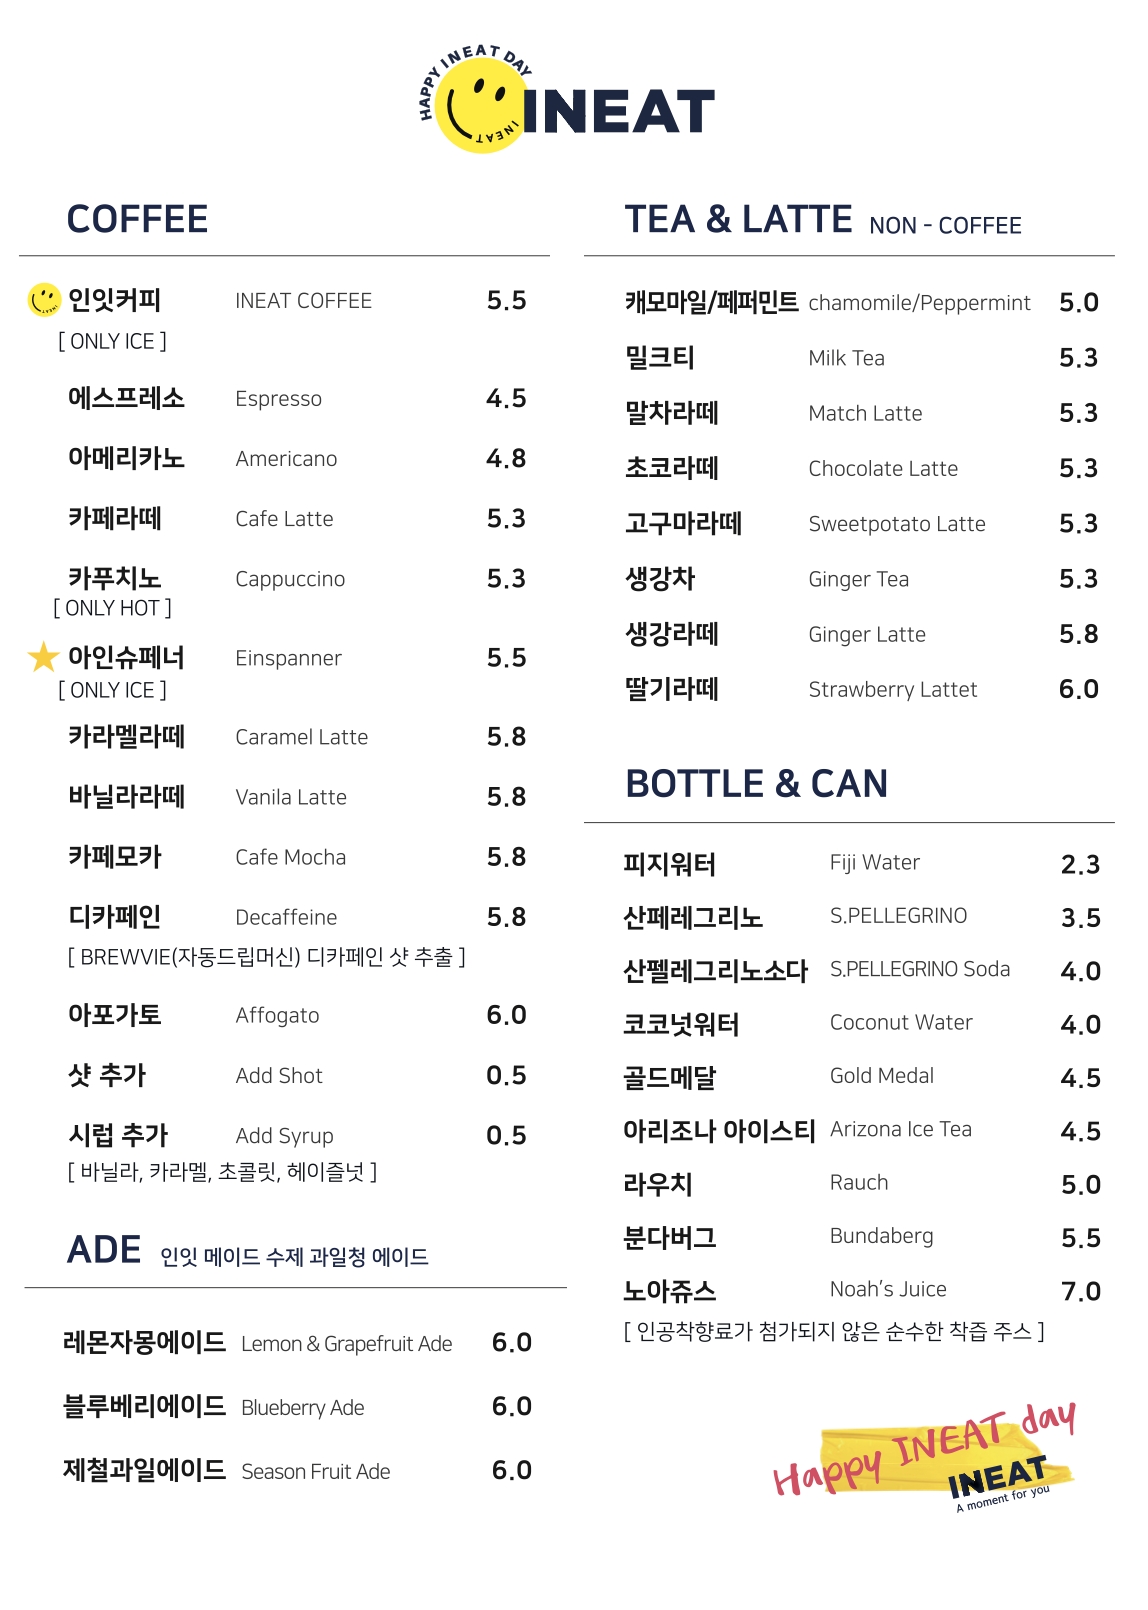 HAPPY INEAT DAY
INEAT
INEAT
COFFEE
INEAT
인잇커피 INEAT COFFEE 5.5
[ ONLY ICE ]
에스프레소 Espresso 4.5
아메리카노 Americano 4.8
카페라떼 Cafe Latte 5.3
카푸치노 Cappuccino 5.3
[ ONLY HOT ]
아인슈페너 Einspanner 5.5
[ ONLY ICE ]
카라멜라떼 Caramel Latte 5.8
바닐라라떼 Vanila Latte 5.8
카페모카 Cafe Mocha 5.8
디카페인 Decaffeine 5.8
[ BREWVIE(자동드립머신) 디카페인 샷 추출 ]
아포가토 Affogato 6.0
샷 추가 Add Shot 0.5
시럽 추가 Add Syrup 0.5
[ 바닐라, 카라멜, 초콜릿, 헤이즐넛 ]
ADE 인잇 메이드 수제 과일청 에이드
레몬자몽에이드 Lemon & Grapefruit Ade 6.0
블루베리에이드 Blueberry Ade 6.0
제철과일에이드 Season Fruit Ade 6.0
TEA & LATTE NON - COFFEE
캐모마일/페퍼민트 chamomile/Peppermint 5.0
밀크티 Milk Tea 5.3
말차라떼 Match Latte 5.3
초코라떼 Chocolate Latte 5.3
고구마라떼 Sweetpotato Latte 5.3
생강차 Ginger Tea 5.3
생강라떼 Ginger Latte 5.8
딸기라떼 Strawberry Lattet 6.0
BOTTLE & CAN
피지워터 Fiji Water 2.3
산페레그리노 S.PELLEGRINO 3.5
산펠레그리노소다 S.PELLEGRINO Soda 4.0
코코넛워터 Coconut Water 4.0
골드메달 Gold Medal 4.5
아리조나 아이스티 Arizona Ice Tea 4.5
라우치 Rauch 5.0
분다버그 Bundaberg 5.5
노아쥬스 Noah's Juice 7.0
[ 인공착향료가 첨가되지 않은 순수한 착즙 주스 ]
Happy INEAT day
INEAT
A moment for you